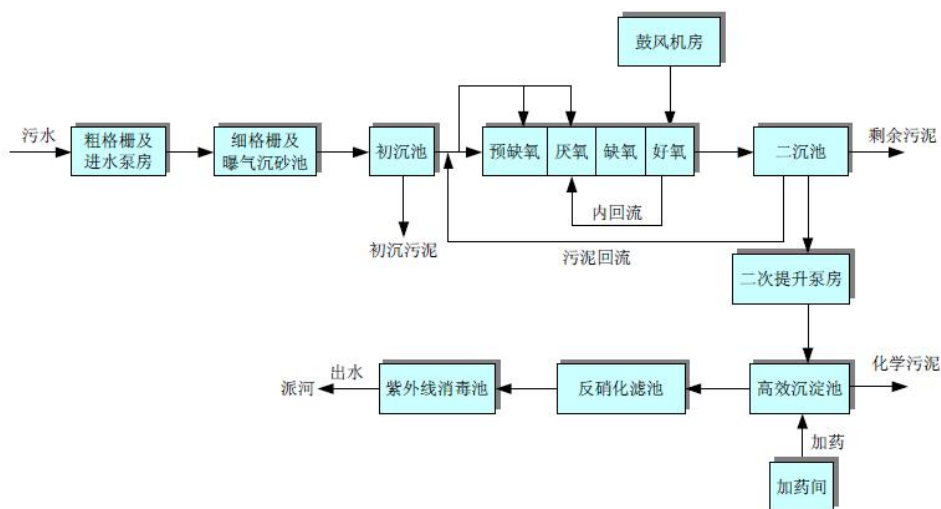 鼓风机房
污水
粗格栅及
进水泵房
细格栅及
曝气沉砂池
初沉池
预缺氧
厌氧
缺氧
好氧
二沉池
剩余污泥
内回流
初沉污泥
污泥回流
二次提升泵房
派河
出水
紫外线消毒池
反硝化滤池
高效沉淀池
化学污泥
加药
加药间